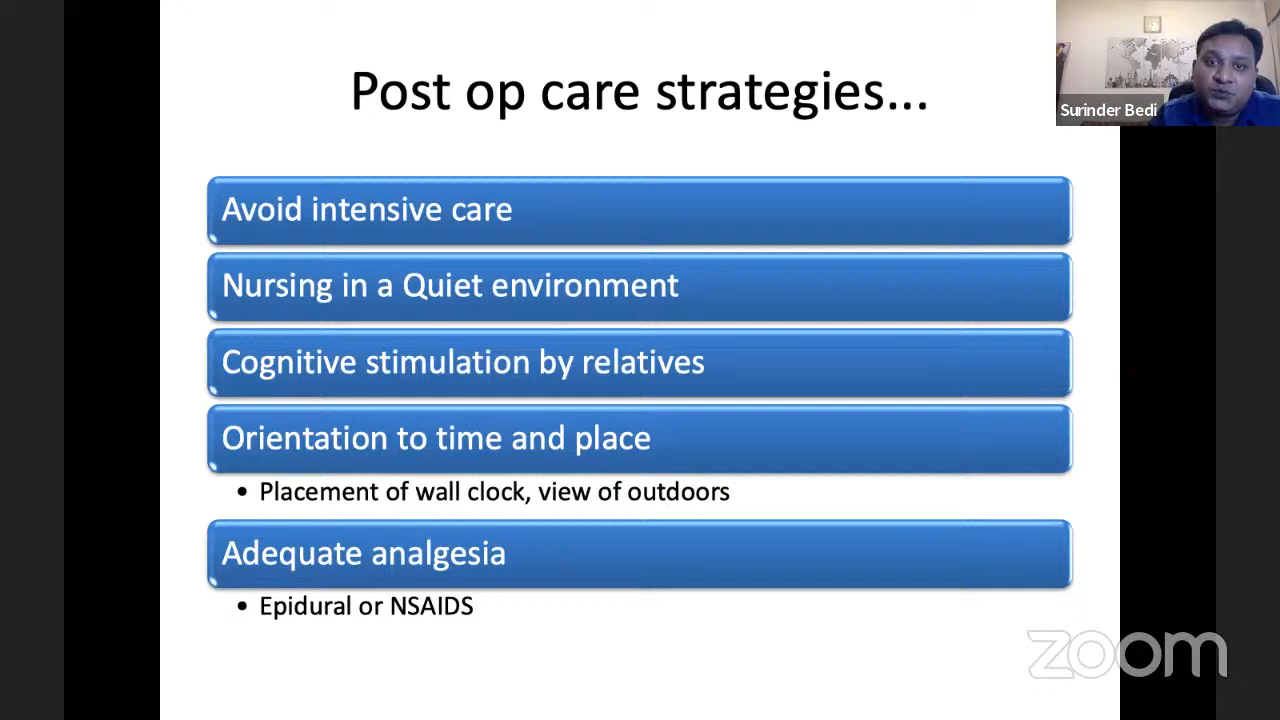 Post op care strategies...
Surinder Bedi
Avoid intensive care
Nursing in a Quiet environment
Cognitive stimulation by relatives
Orientation to time and place
• Placement of wall clock, view of outdoors
Adequate analgesia
• Epidural or NSAIDS
zoom